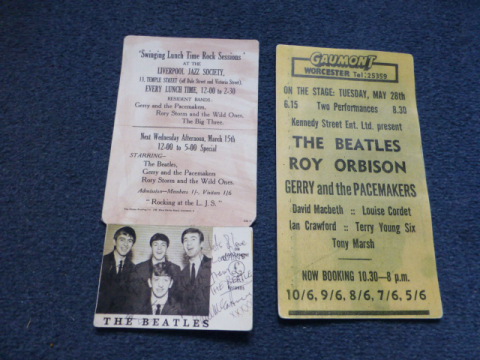 "Swinging Lunch Time Rock Sessions"
AT THE
LIVERPOOL JAZZ SOCIETY,
13, TEMPLE STREET (off Dale Street and Victoria Street).
EVERY LUNCH TIME, 12-00 to 2-30
RESIDENT BANDS:
Gerry and the Pacemakers,
Rory Storm and the Wild Ones,
The Big Three.
Next Wednesday Afternoon, March 15th
12-00 to 5-00 Special
STARRING—
The Beatles,
Gerry and the Pacemakers
Rory Storm and the Wild Ones.
Admission—Members 1/-, Visitors 1/6
"Rocking at the L. J. S."
THE BEATLES
GAUMONT
WORCESTER Tel: 25359
ON THE STAGE: TUESDAY, MAY 28th
6.15 Two Performances 8.30
Kennedy Street Ent. Ltd. present
THE BEATLES
ROY ORBISON
GERRY and the PACEMAKERS
David Macbeth :: Louise Cordet
Ian Crawford :: Terry Young Six
Tony Marsh
NOW BOOKING 10.30–8 p.m.
10/6, 9/6, 8/6, 7/6, 5/6